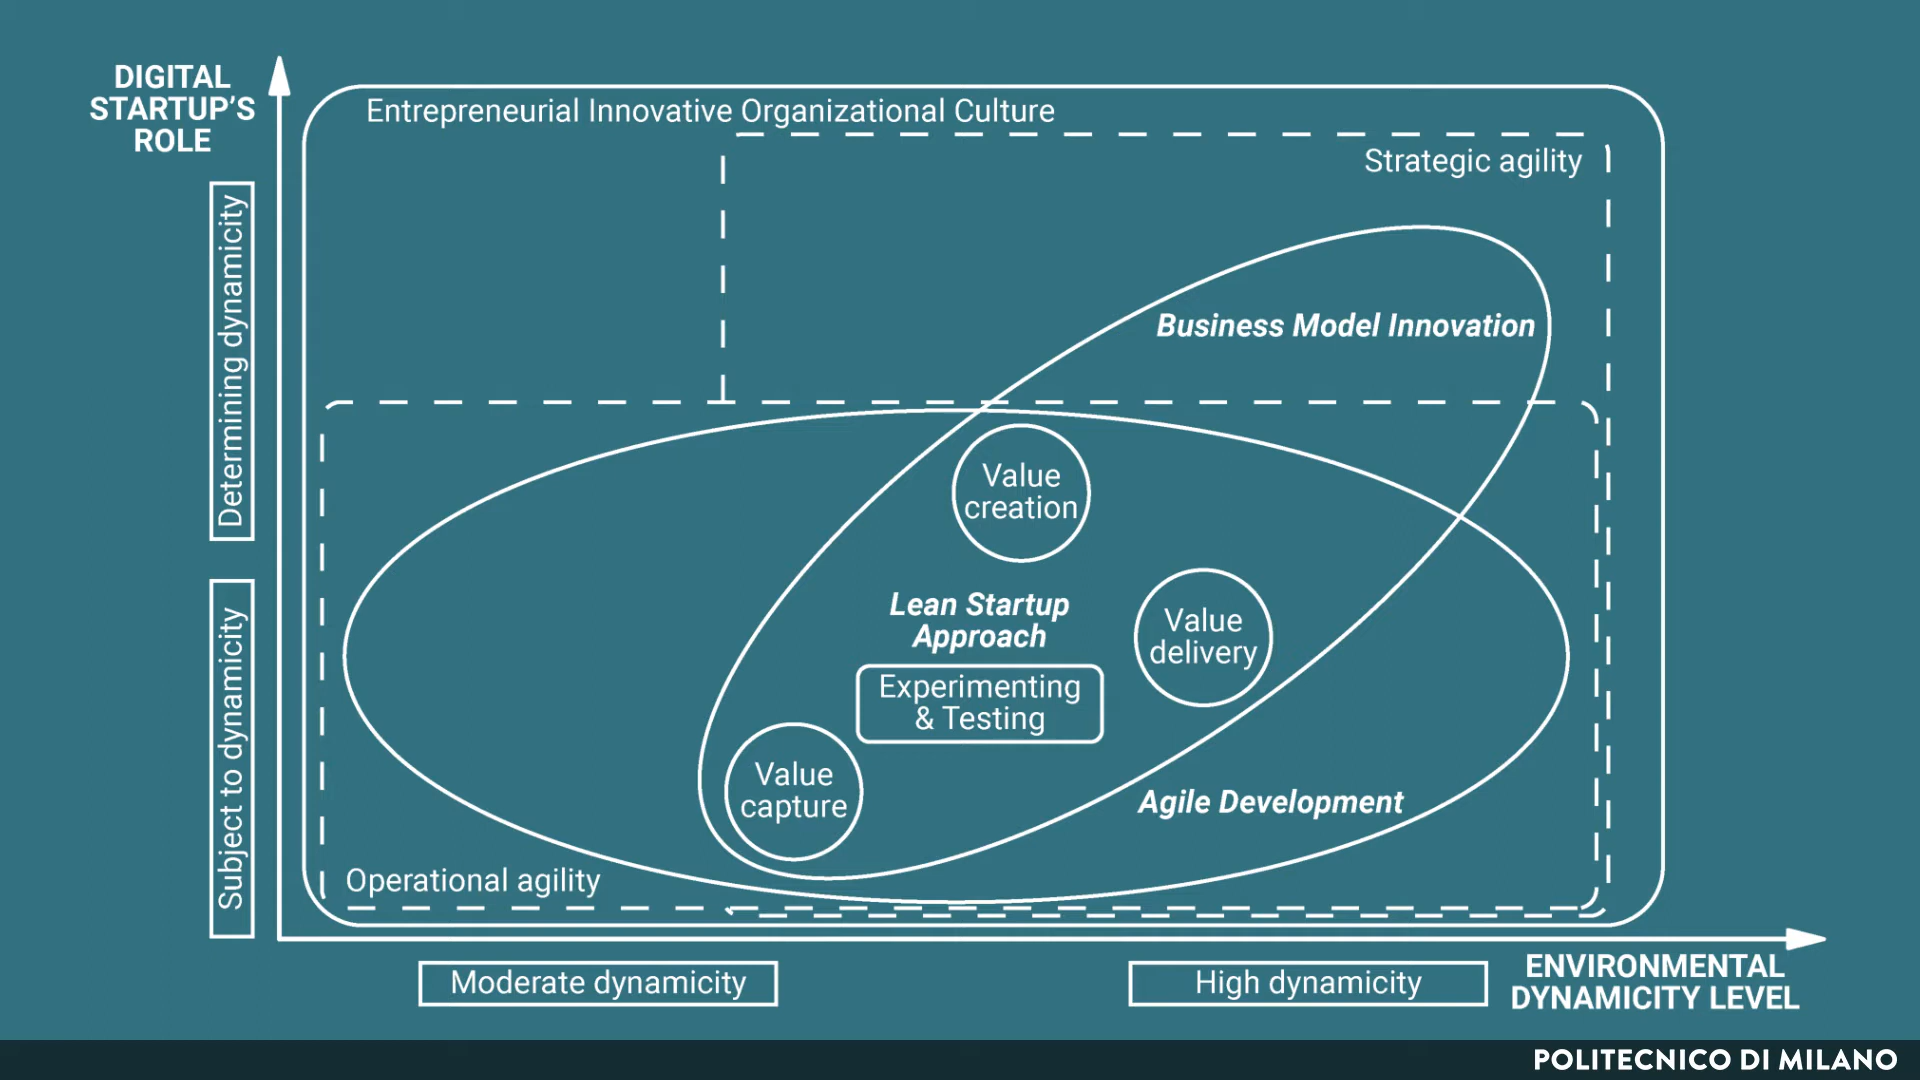 DIGITAL
STARTUP'S
ROLE
Entrepreneurial Innovative Organizational Culture
Strategic agility
Determining dynamicity
Business Model Innovation
Value
creation
Lean Startup
Approach
Value
delivery
Experimenting
& Testing
Subject to dynamicity
Value
capture
Agile Development
Operational agility
Moderate dynamicity
High dynamicity
ENVIRONMENTAL
DYNAMICITY LEVEL
POLITECNICO DI MILANO